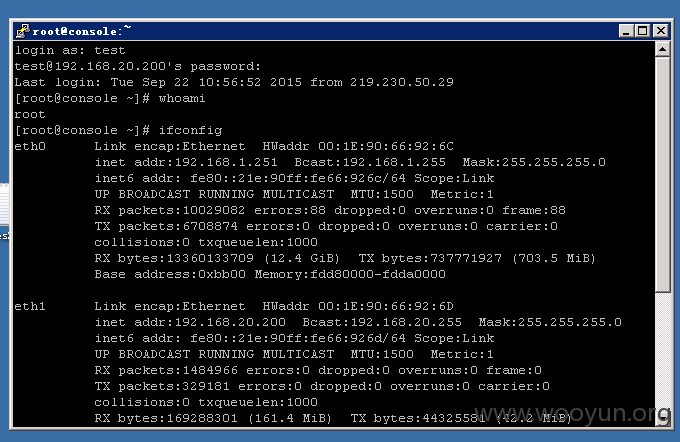 root@console:~
login as: test
test@192.168.20.200's password:
Last login: Tue Sep 22 10:56:52 2015 from 219.230.50.29
[root@console ~]# whoami
root
[root@console ~]# ifconfig
eth0      Link encap:Ethernet  HWaddr 00:1E:90:66:92:6C
          inet addr:192.168.1.251  Bcast:192.168.1.255  Mask:255.255.255.0
          inet6 addr: fe80::21e:90ff:fe66:926c/64 Scope:Link
          UP BROADCAST RUNNING MULTICAST  MTU:1500  Metric:1
          RX packets:10029082 errors:88 dropped:0 overruns:0 frame:88
          TX packets:6708874 errors:0 dropped:0 overruns:0 carrier:0
          collisions:0 txqueuelen:1000
          RX bytes:13360133709 (12.4 GiB)  TX bytes:737771927 (703.5 MiB)
          Base address:0xbb00 Memory:fdd80000-fdda0000
eth1      Link encap:Ethernet  HWaddr 00:1E:90:66:92:6D
          inet addr:192.168.20.200  Bcast:192.168.20.255  Mask:255.255.255.0
          inet6 addr: fe80::21e:90ff:fe66:926d/64 Scope:Link
          UP BROADCAST RUNNING MULTICAST  MTU:1500  Metric:1
          RX packets:1484966 errors:0 dropped:0 overruns:0 frame:0
          TX packets:329181 errors:0 dropped:0 overruns:0 carrier:0
          collisions:0 txqueuelen:1000
          RX bytes:169288301 (161.4 MiB)  TX bytes:44325581 (42.2 MiB)
www.wooyun.org